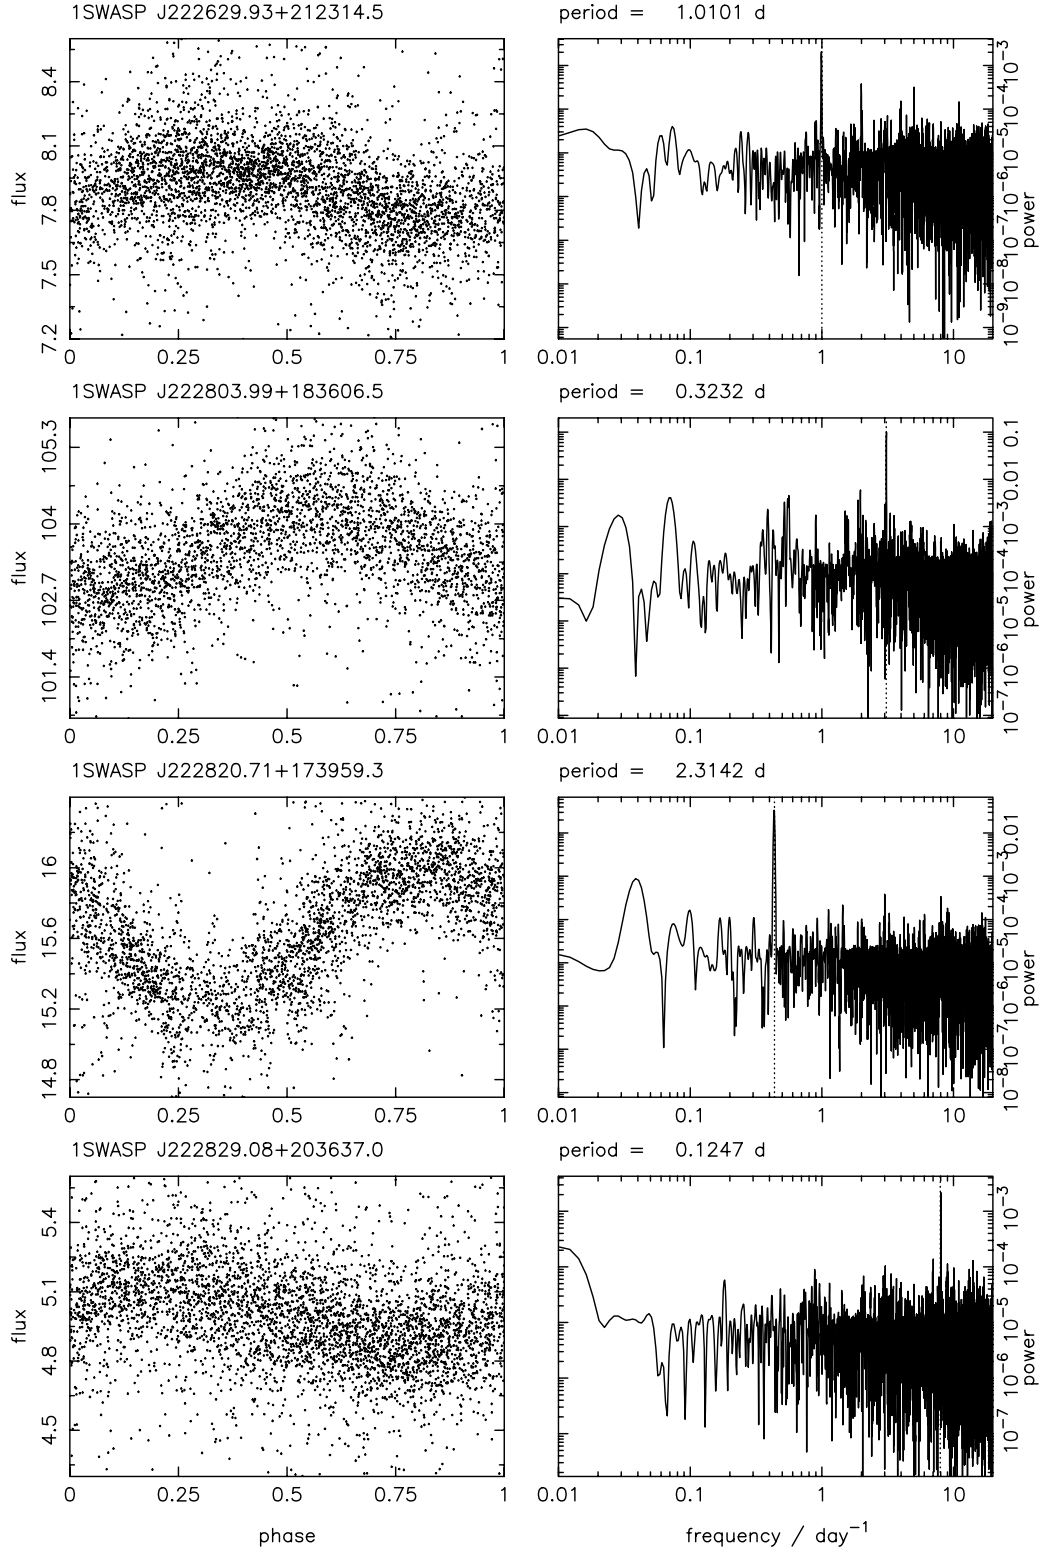 1SWASP J222629.93+212314.5
period = 1.0101 d
flux
8.4
8.1
7.8
7.5
7.2
0 0.25 0.5 0.75 1
10⁻³
10⁻⁴
10⁻⁵
10⁻⁶
10⁻⁷
10⁻⁸
10⁻⁹
power
0.01 0.1 1 10
1SWASP J222803.99+183606.5
period = 0.3232 d
flux
105.3
104
102.7
101.4
0 0.25 0.5 0.75 1
0.1
0.01
10⁻³
10⁻⁴
10⁻⁵
10⁻⁶
10⁻⁷
power
0.01 0.1 1 10
1SWASP J222820.71+173959.3
period = 2.3142 d
flux
16
15.6
15.2
14.8
0 0.25 0.5 0.75 1
0.01
10⁻³
10⁻⁴
10⁻⁵
10⁻⁶
10⁻⁷
10⁻⁸
power
0.01 0.1 1 10
1SWASP J222829.08+203637.0
period = 0.1247 d
flux
5.4
5.1
4.8
4.5
0 0.25 0.5 0.75 1
10⁻³
10⁻⁴
10⁻⁵
10⁻⁶
10⁻⁷
power
0.01 0.1 1 10
phase
frequency / day⁻¹